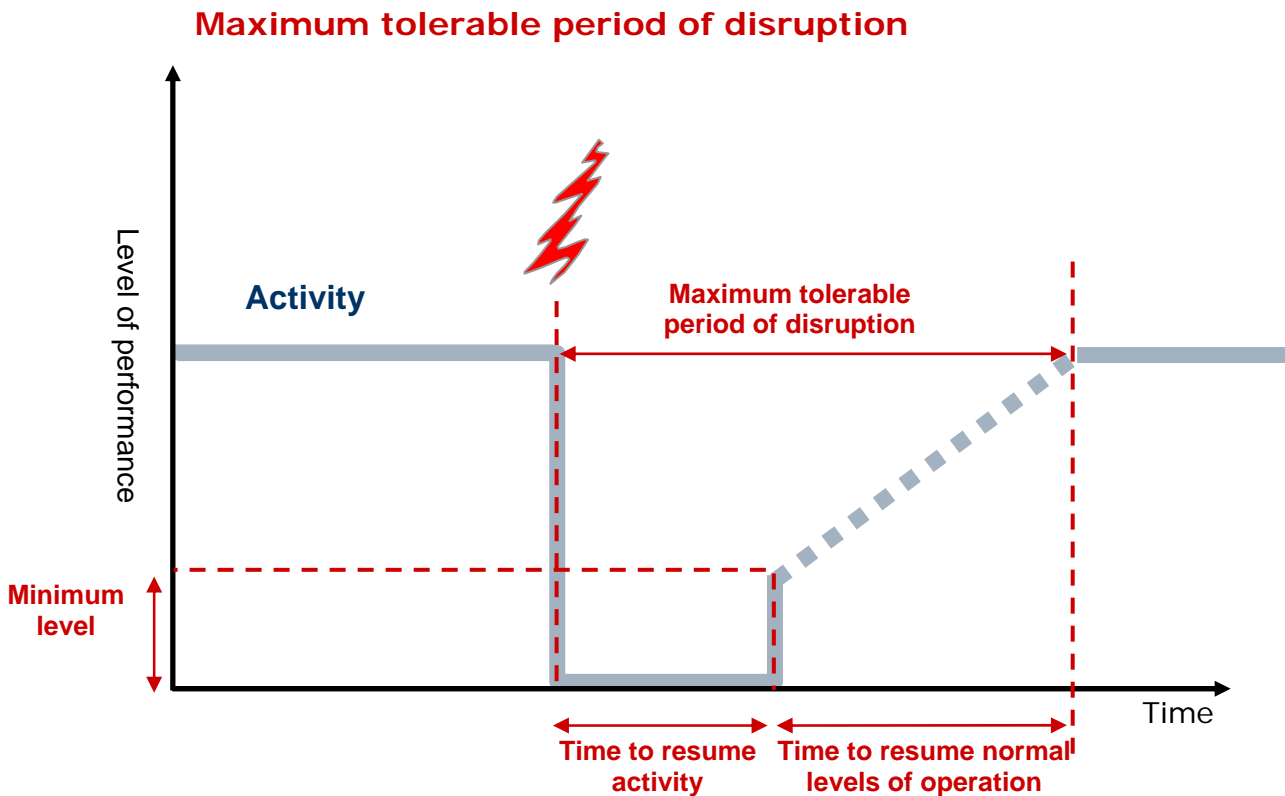 Maximum tolerable period of disruption
Level of performance
Activity
Maximum tolerable
period of disruption
Minimum
level
Time
Time to resume
activity
Time to resume normal
levels of operation